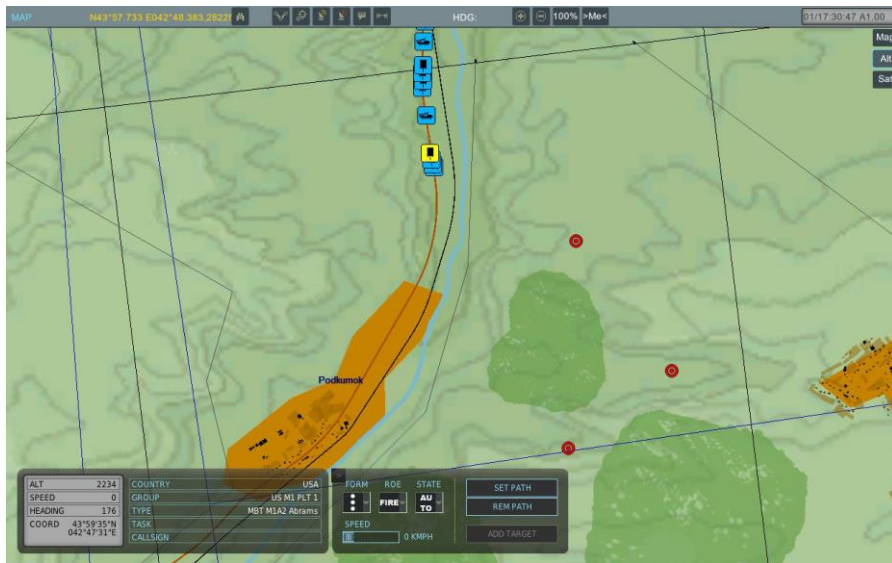 MAP N43°57.733 E042°48.383,2822ft HDG: 100% >Me< 01/17:30:47 A1.00
Map
Alt
Sat
Podkumok
ALT 2234
SPEED 0
HEADING 176
COORD 43°59'35"N
042°47'31"E
COUNTRY USA
GROUP US M1 PLT 1
TYPE MBT M1A2 Abrams
TASK
CALLSIGN
FORM ROE STATE
FIRE AU
TO
SPEED
0 KMPH
SET PATH
REM PATH
ADD TARGET